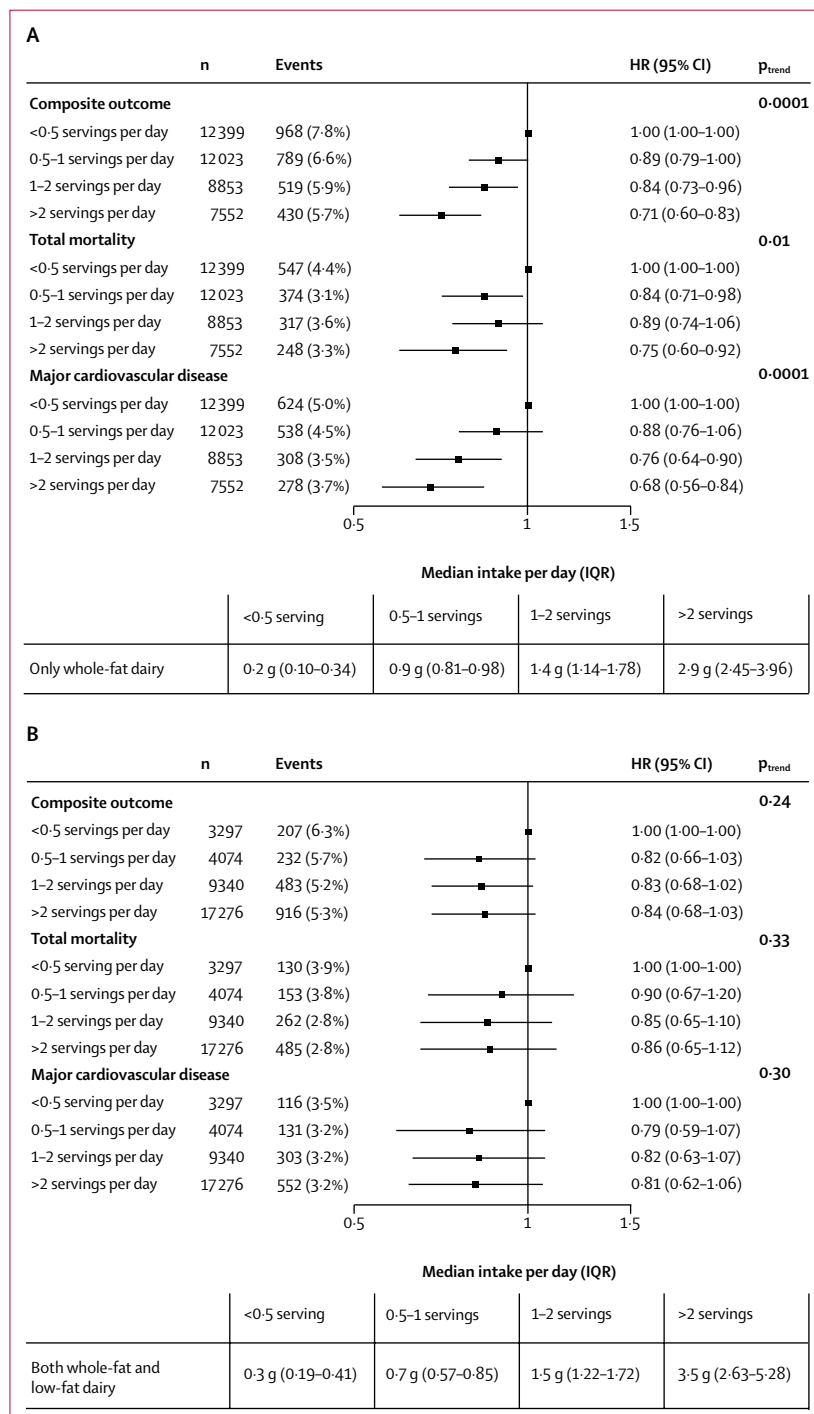 A
n Events HR (95% CI) ptrend
Composite outcome 0·0001
<0·5 servings per day 12 399 968 (7·8%) 1·00 (1·00–1·00)
0·5–1 servings per day 12 023 789 (6·6%) 0·89 (0·79–1·00)
1–2 servings per day 8853 519 (5·9%) 0·84 (0·73–0·96)
>2 servings per day 7552 430 (5·7%) 0·71 (0·60–0·83)
Total mortality 0·01
<0·5 servings per day 12 399 547 (4·4%) 1·00 (1·00–1·00)
0·5–1 servings per day 12 023 374 (3·1%) 0·84 (0·71–0·98)
1–2 servings per day 8853 317 (3·6%) 0·89 (0·74–1·06)
>2 servings per day 7552 248 (3·3%) 0·75 (0·60–0·92)
Major cardiovascular disease 0·0001
<0·5 servings per day 12 399 624 (5·0%) 1·00 (1·00–1·00)
0·5–1 servings per day 12 023 538 (4·5%) 0·88 (0·76–1·06)
1–2 servings per day 8853 308 (3·5%) 0·76 (0·64–0·90)
>2 servings per day 7552 278 (3·7%) 0·68 (0·56–0·84)
0·5 1 1·5
Median intake per day (IQR)
<0·5 serving 0·5–1 servings 1–2 servings >2 servings
Only whole-fat dairy 0·2 g (0·10–0·34) 0·9 g (0·81–0·98) 1·4 g (1·14–1·78) 2·9 g (2·45–3·96)
B
n Events HR (95% CI) ptrend
Composite outcome 0·24
<0·5 servings per day 3297 207 (6·3%) 1·00 (1·00–1·00)
0·5–1 servings per day 4074 232 (5·7%) 0·82 (0·66–1·03)
1–2 servings per day 9340 483 (5·2%) 0·83 (0·68–1·02)
>2 servings per day 17 276 916 (5·3%) 0·84 (0·68–1·03)
Total mortality 0·33
<0·5 serving per day 3297 130 (3·9%) 1·00 (1·00–1·00)
0·5–1 servings per day 4074 153 (3·8%) 0·90 (0·67–1·20)
1–2 servings per day 9340 262 (2·8%) 0·85 (0·65–1·10)
>2 servings per day 17 276 485 (2·8%) 0·86 (0·65–1·12)
Major cardiovascular disease 0·30
<0·5 serving per day 3297 116 (3·5%) 1·00 (1·00–1·00)
0·5–1 servings per day 4074 131 (3·2%) 0·79 (0·59–1·07)
1–2 servings per day 9340 303 (3·2%) 0·82 (0·63–1·07)
>2 servings per day 17 276 552 (3·2%) 0·81 (0·62–1·06)
0·5 1 1·5
Median intake per day (IQR)
<0·5 serving 0·5–1 servings 1–2 servings >2 servings
Both whole-fat and
low-fat dairy 0·3 g (0·19–0·41) 0·7 g (0·57–0·85) 1·5 g (1·22–1·72) 3·5 g (2·63–5·28)